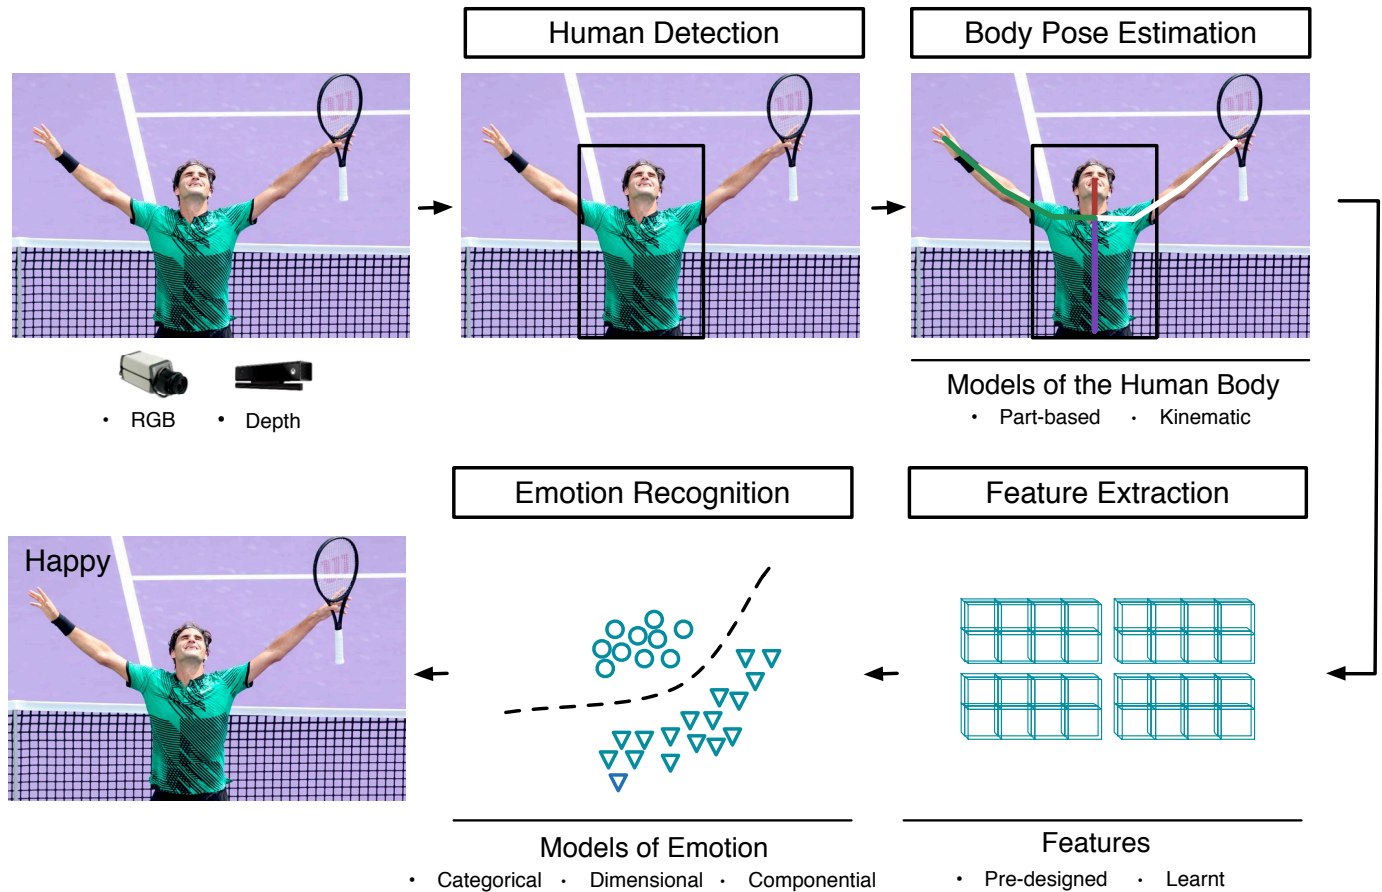 Human Detection
Body Pose Estimation
• RGB • Depth
Models of the Human Body
• Part-based • Kinematic
Emotion Recognition
Feature Extraction
Happy
Models of Emotion
Features
• Categorical • Dimensional • Componential
• Pre-designed • Learnt